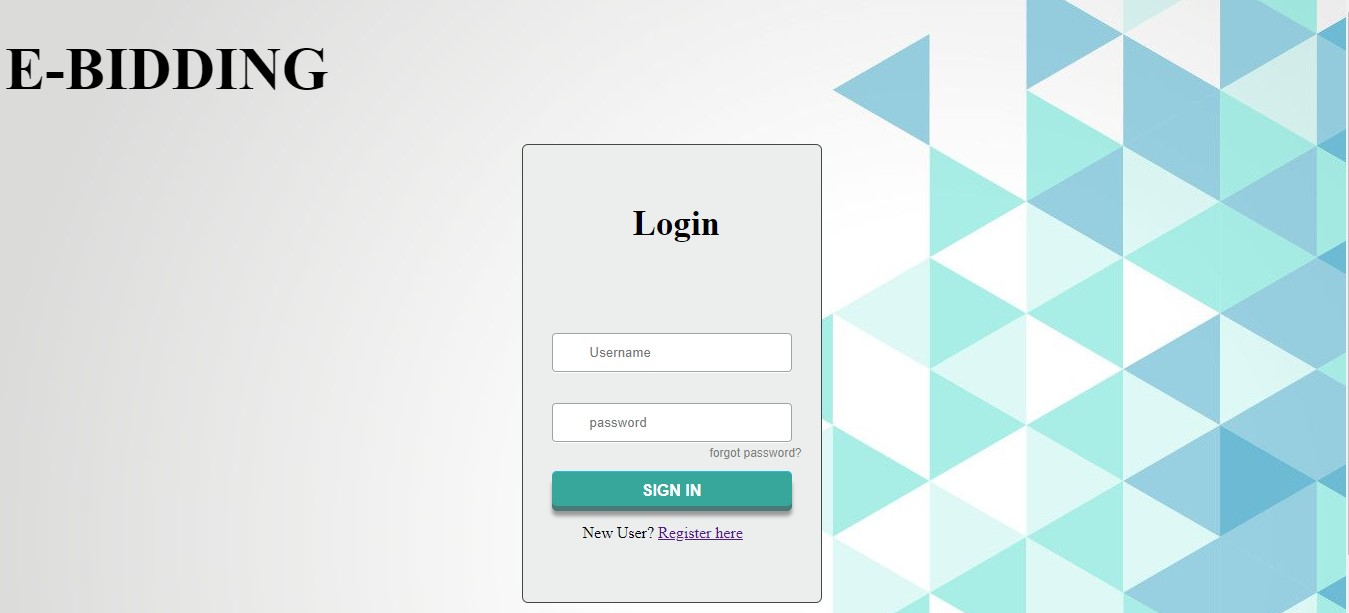 E-BIDDING
Login
Username
password
forgot password?
SIGN IN
New User? Register here